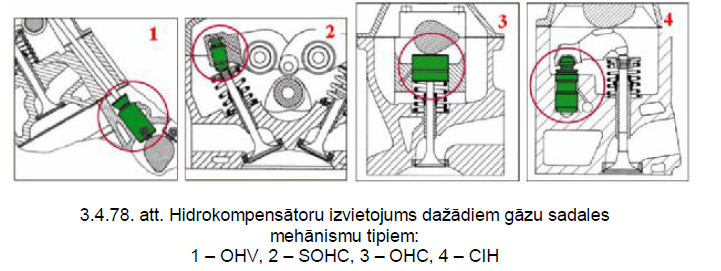 1
2
3
4
3.4.78. att. Hidrokompensātoru izvietojums dažādiem gāzu sadales
mehānismu tipiem:
1 – OHV, 2 – SOHC, 3 – OHC, 4 – CIH